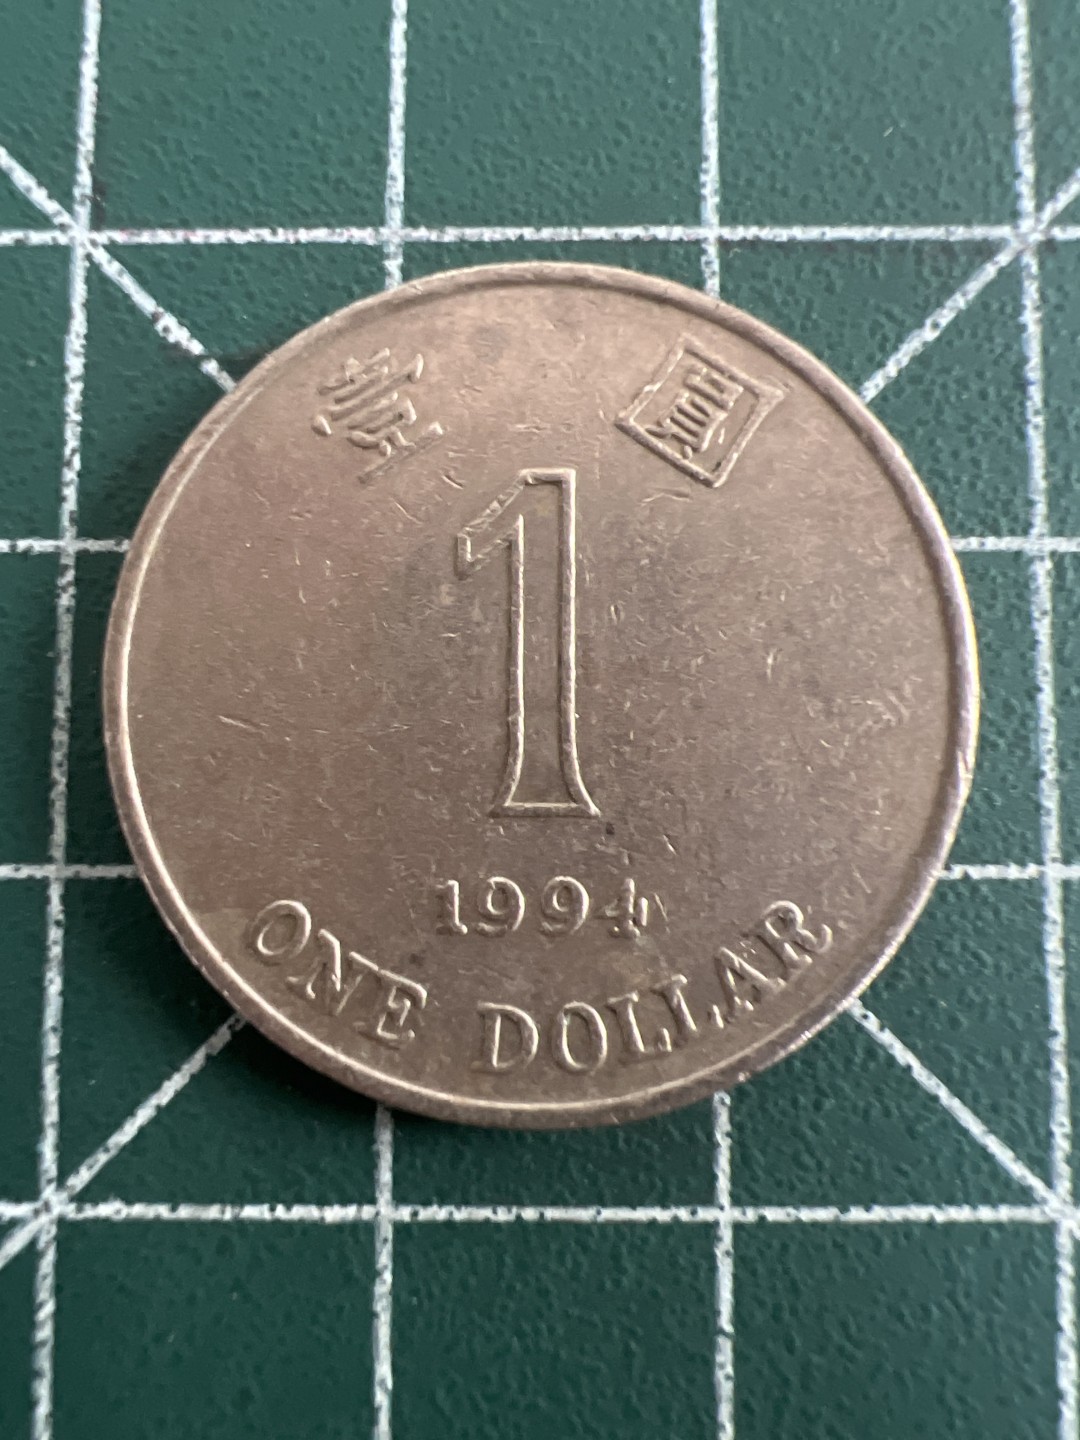 壹 圓
1
1994
ONE DOLLAR